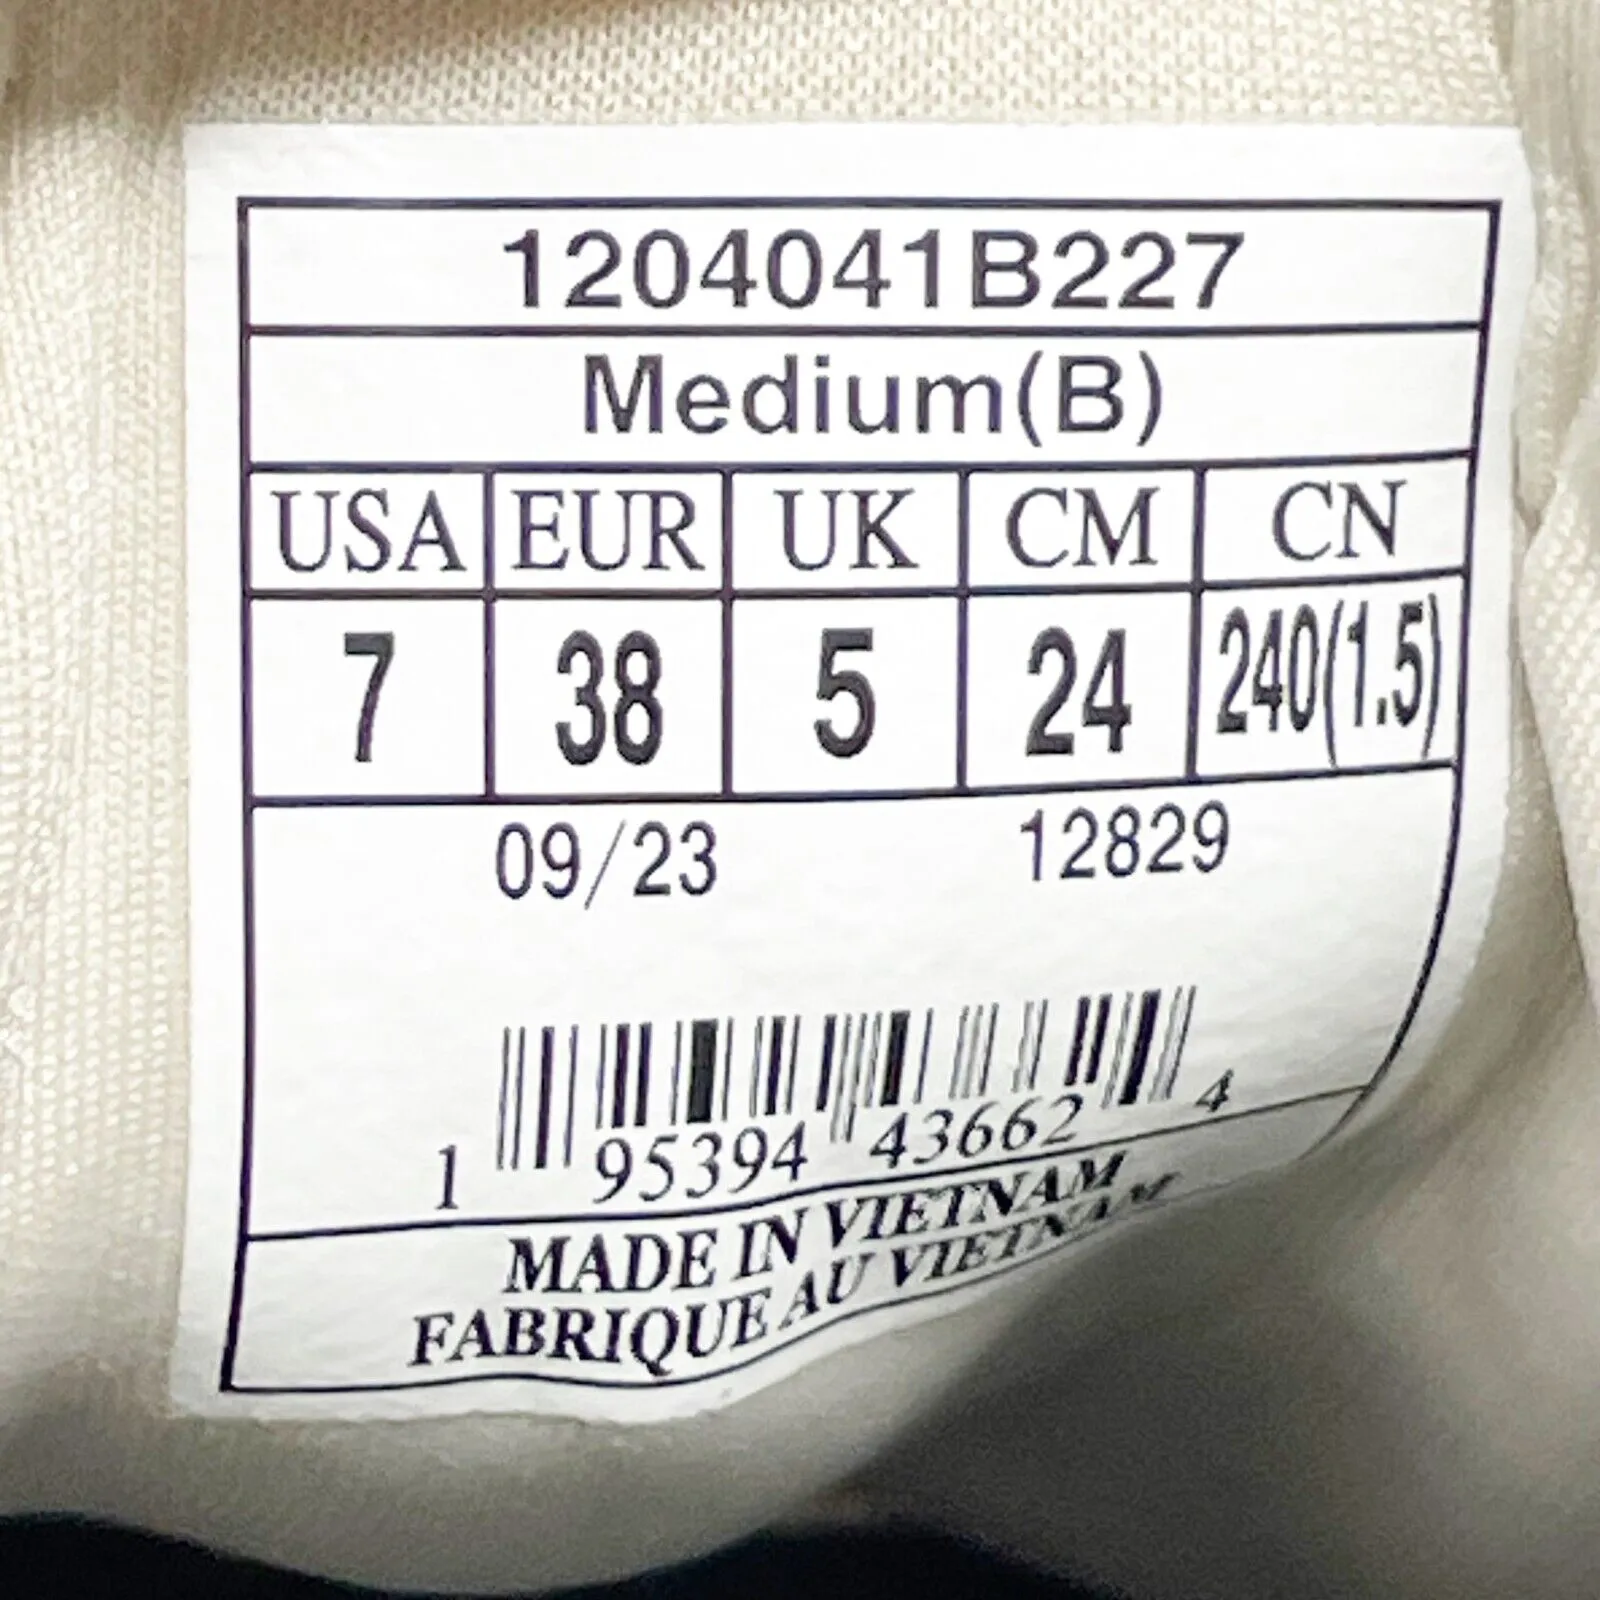 1204041B227
Medium(B)
USA EUR UK CM CN
7 38 5 24 240(1.5)
09/23 12829
1 95394 43662 4
MADE IN VIETNAM
FABRIQUE AU VIETNAM